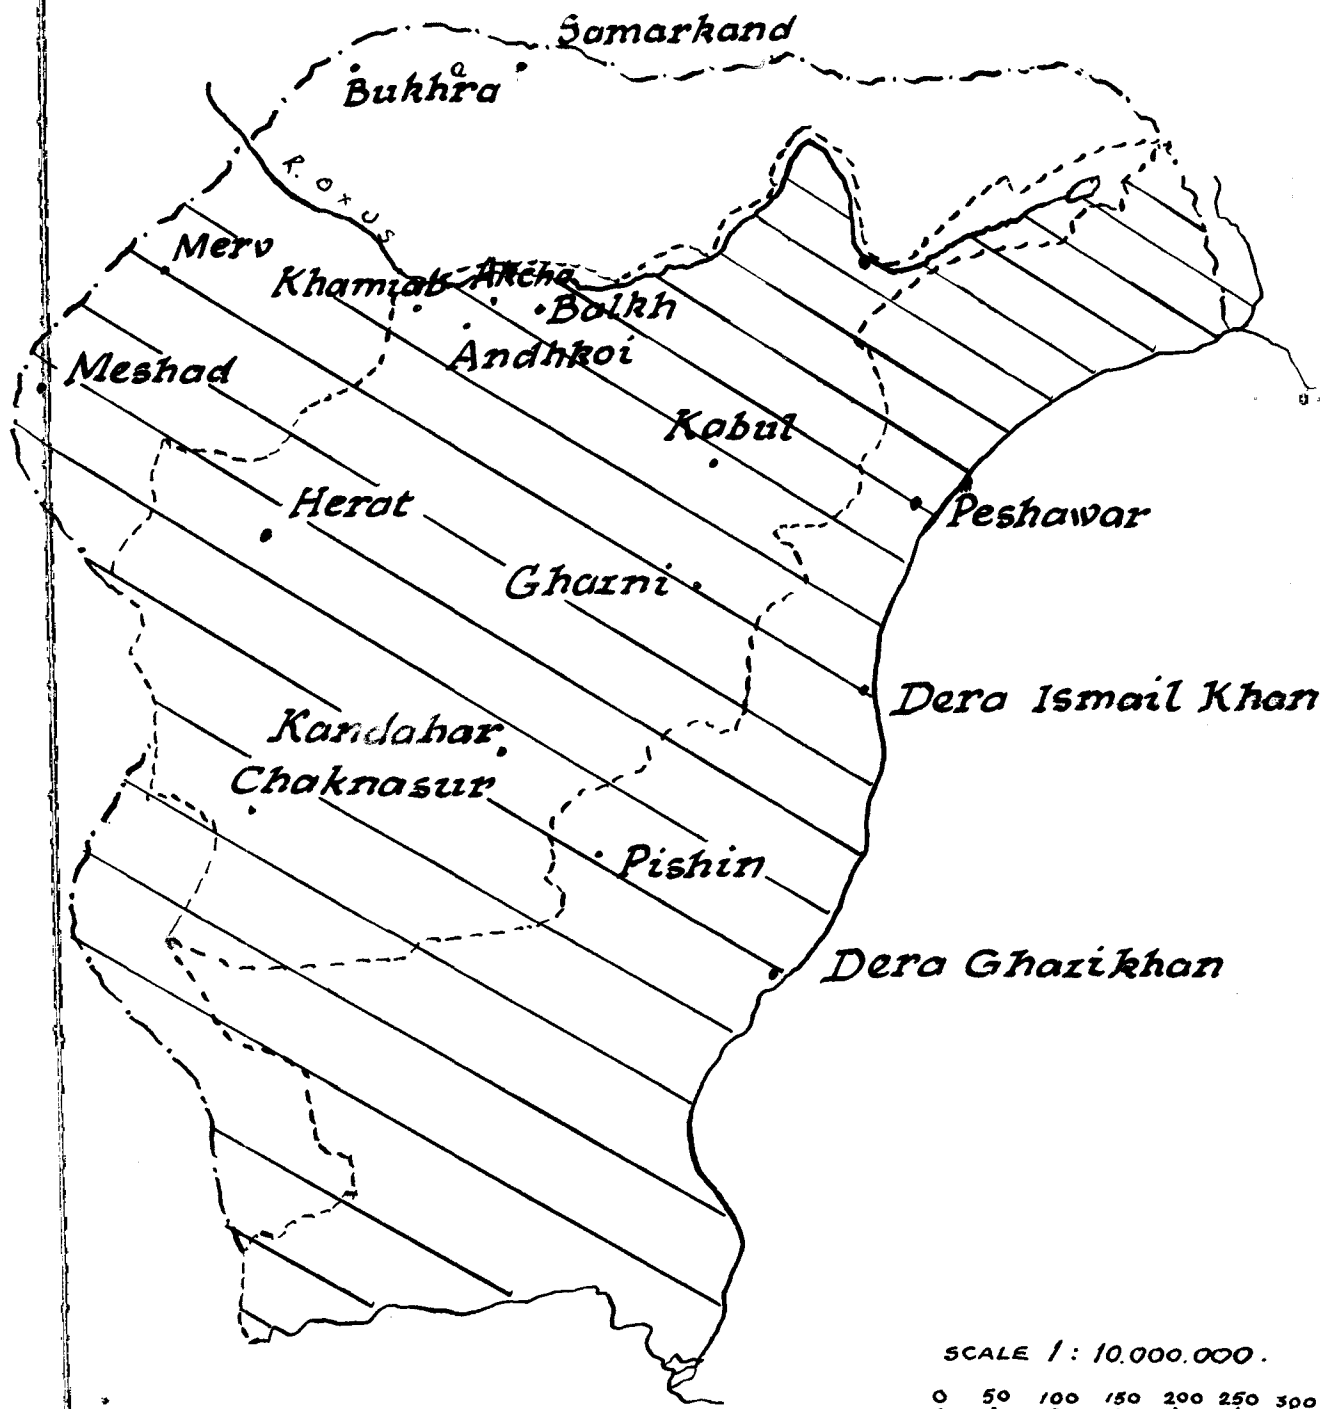 Samarkand
Bukhra
a
R. OXUS
Merv
Khamiab
Akcha
Balkh
Andhkoi
Meshad
Kabul
Herat
Peshawar
Ghazni
Dera Ismail Khan
Kandahar
Chaknasur
Pishin
Dera Ghazikhan
SCALE 1 : 10.000.000.
0 50 100 150 200 250 300